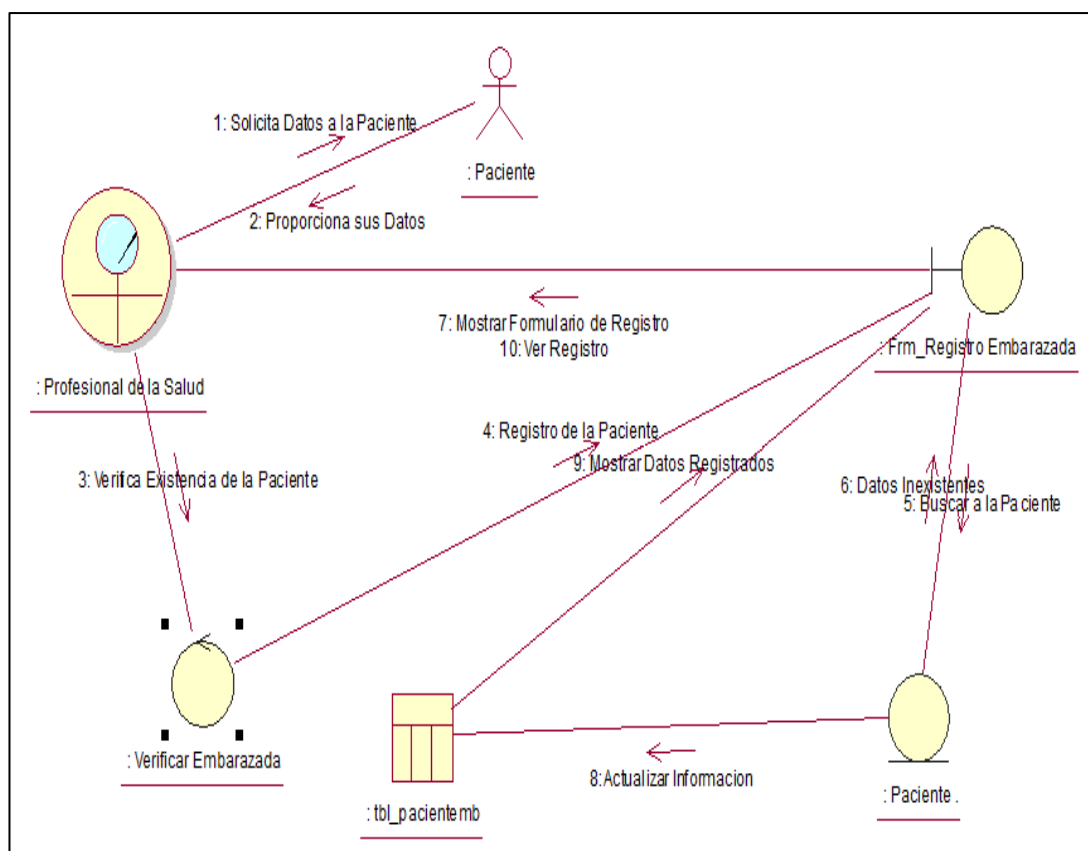 1: Solicita Datos a la Paciente
: Paciente
2: Proporciona sus Datos
7: Mostrar Formulario de Registro
10: Ver Registro
: Frm_Registro Embarazada
: Profesional de la Salud
4: Registro de la Paciente
9: Mostrar Datos Registrados
3: Verifica Existencia de la Paciente
6: Datos Inexistentes
5: Buscar a la Paciente
: Verificar Embarazada
8:Actualizar Informacion
: tbl_pacientemb
: Paciente .